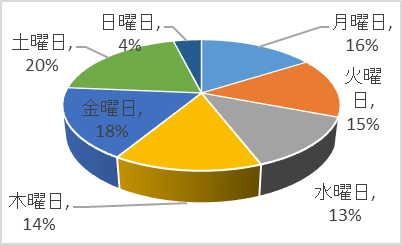 月曜日,
16%
火曜
日,
15%
水曜日,
13%
木曜日,
14%
金曜日,
18%
土曜日,
20%
日曜日,
4%